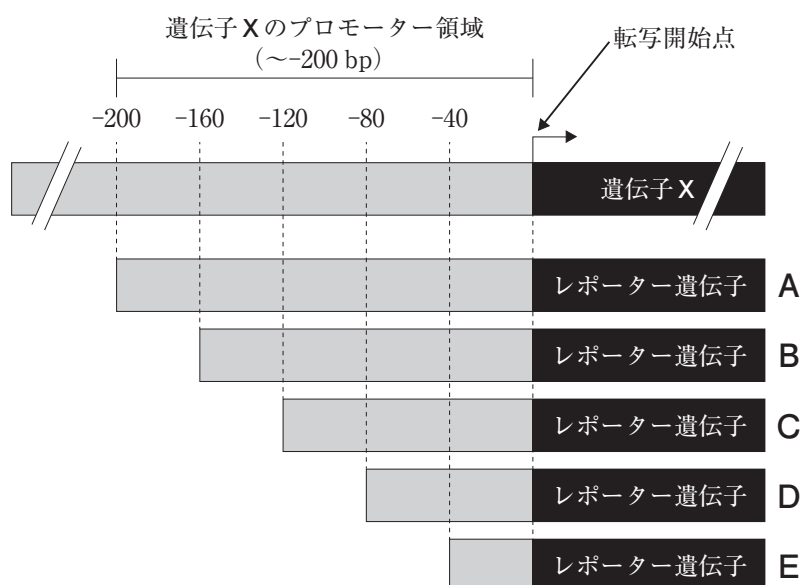 遺伝子Xのプロモーター領域
(〜-200 bp)
転写開始点
-200 -160 -120 -80 -40
遺伝子X
レポーター遺伝子 A
レポーター遺伝子 B
レポーター遺伝子 C
レポーター遺伝子 D
レポーター遺伝子 E